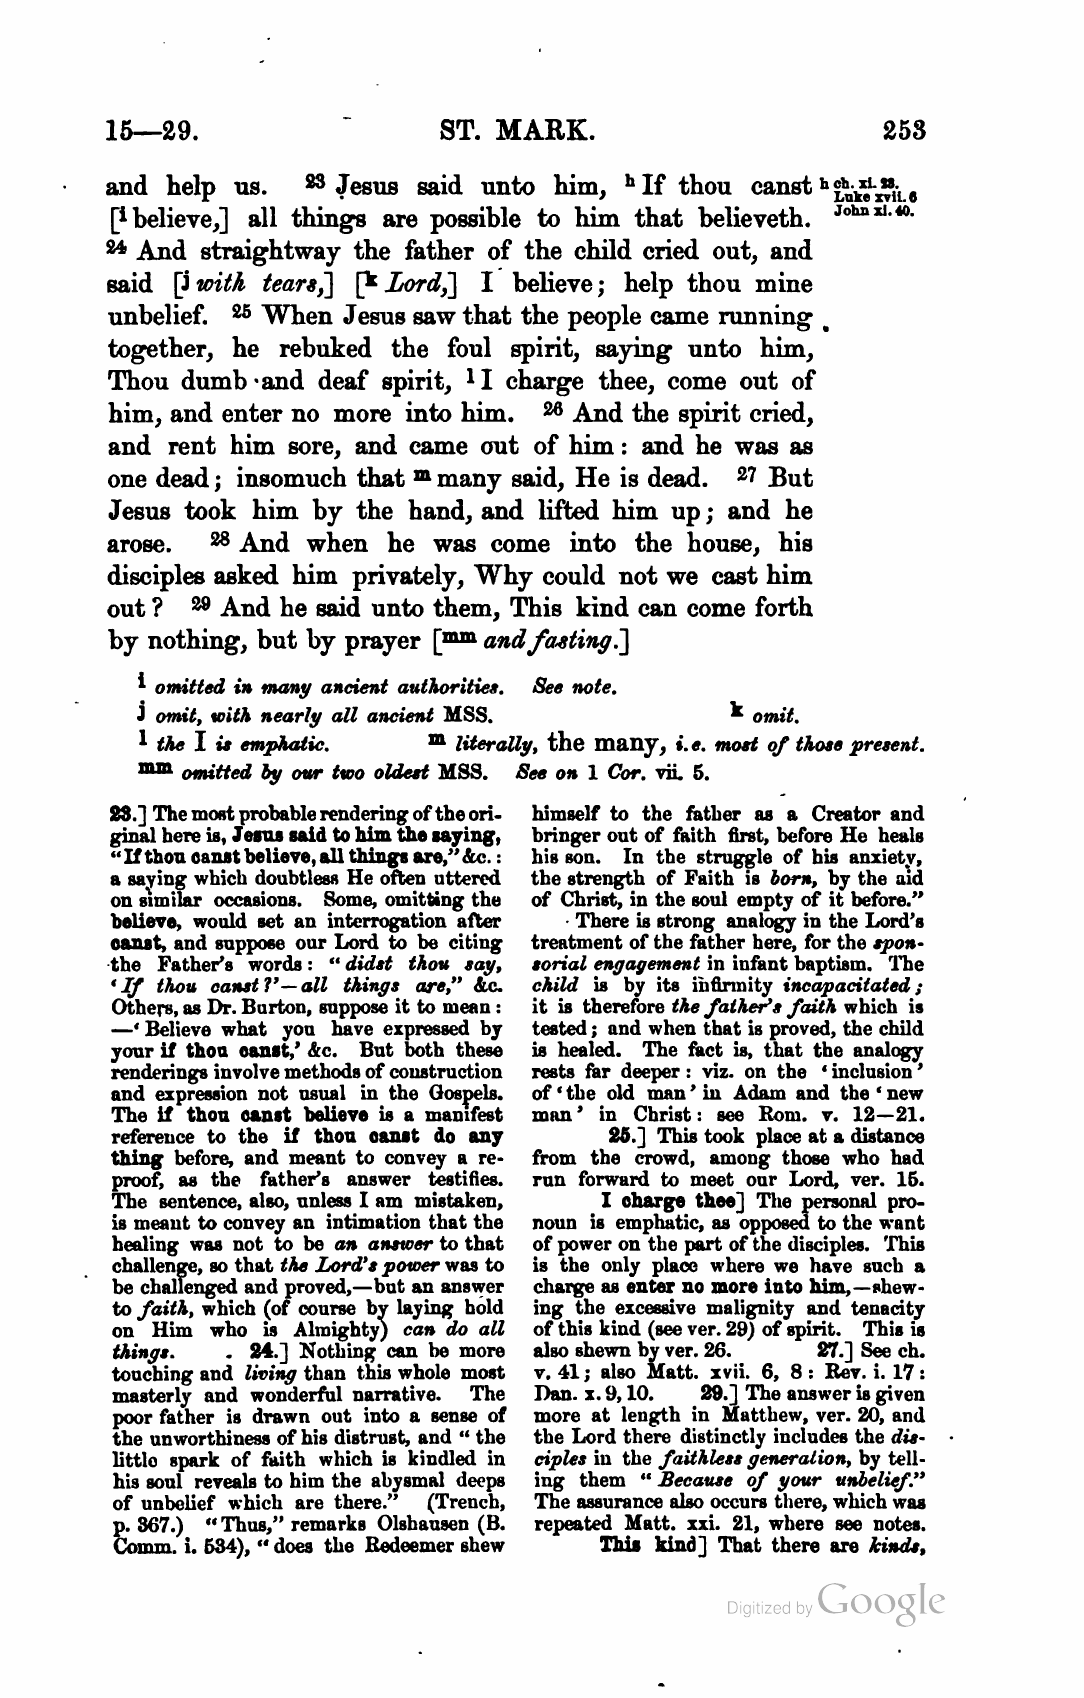 15—29. ST. MARK. 253
and help us. 23 Jesus said unto him, h If thou canst
[i believe,] all things are possible to him that believeth.
24 And straightway the father of the child cried out, and
said [j with tears,] [k Lord,] I believe; help thou mine
unbelief. 25 When Jesus saw that the people came running
together, he rebuked the foul spirit, saying unto him,
Thou dumb and deaf spirit, l I charge thee, come out of
him, and enter no more into him. 26 And the spirit cried,
and rent him sore, and came out of him: and he was as
one dead; insomuch that m many said, He is dead. 27 But
Jesus took him by the hand, and lifted him up; and he
arose. 28 And when he was come into the house, his
disciples asked him privately, Why could not we cast him
out? 29 And he said unto them, This kind can come forth
by nothing, but by prayer [mm and fasting.]
h ch. xi. 23.
Luke xvii. 6
John xi. 40.
i omitted in many ancient authorities. See note.
j omit, with nearly all ancient MSS. k omit.
l the I is emphatic. m literally, the many, i.e. most of those present.
mm omitted by our two oldest MSS. See on 1 Cor. vii. 5.
23.] The most probable rendering of the ori-
ginal here is, Jesus said to him the saying,
“If thou canst believe, all things are,” &c.:
a saying which doubtless He often uttered
on similar occasions. Some, omitting the
believe, would set an interrogation after
canst, and suppose our Lord to be citing
the Father’s words: “didst thou say,
‘If thou canst?’—all things are,” &c.
Others, as Dr. Burton, suppose it to mean:
—‘Believe what you have expressed by
your if thou canst,’ &c. But both these
renderings involve methods of construction
and expression not usual in the Gospels.
The if thou canst believe is a manifest
reference to the if thou canst do any
thing before, and meant to convey a re-
proof, as the father’s answer testifies.
The sentence, also, unless I am mistaken,
is meant to convey an intimation that the
healing was not to be an answer to that
challenge, so that the Lord’s power was to
be challenged and proved,—but an answer
to faith, which (of course by laying hold
on Him who is Almighty) can do all
things. 24.] Nothing can be more
touching and living than this whole most
masterly and wonderful narrative. The
poor father is drawn out into a sense of
the unworthiness of his distrust, and “the
little spark of faith which is kindled in
his soul reveals to him the abysmal deeps
of unbelief which are there.” (Trench,
p. 367.) “Thus,” remarks Olshausen (B.
Comm. i. 534), “does the Redeemer shew
himself to the father as a Creator and
bringer out of faith first, before He heals
his son. In the struggle of his anxiety,
the strength of Faith is born, by the aid
of Christ, in the soul empty of it before.”
There is strong analogy in the Lord’s
treatment of the father here, for the spon-
sorial engagement in infant baptism. The
child is by its infirmity incapacitated;
it is therefore the father’s faith which is
tested; and when that is proved, the child
is healed. The fact is, that the analogy
rests far deeper: viz. on the ‘inclusion’
of ‘the old man’ in Adam and the ‘new
man’ in Christ: see Rom. v. 12—21.
25.] This took place at a distance
from the crowd, among those who had
run forward to meet our Lord, ver. 15.
I charge thee] The personal pro-
noun is emphatic, as opposed to the want
of power on the part of the disciples. This
is the only place where we have such a
charge as enter no more into him,—shew-
ing the excessive malignity and tenacity
of this kind (see ver. 29) of spirit. This is
also shewn by ver. 26. 27.] See ch.
v. 41; also Matt. xvii. 6, 8: Rev. i. 17:
Dan. x. 9, 10. 29.] The answer is given
more at length in Matthew, ver. 20, and
the Lord there distinctly includes the dis-
ciples in the faithless generation, by tell-
ing them “Because of your unbelief.”
The assurance also occurs there, which was
repeated Matt. xxi. 21, where see notes.
This kind] That there are kinds,
Digitized by Google